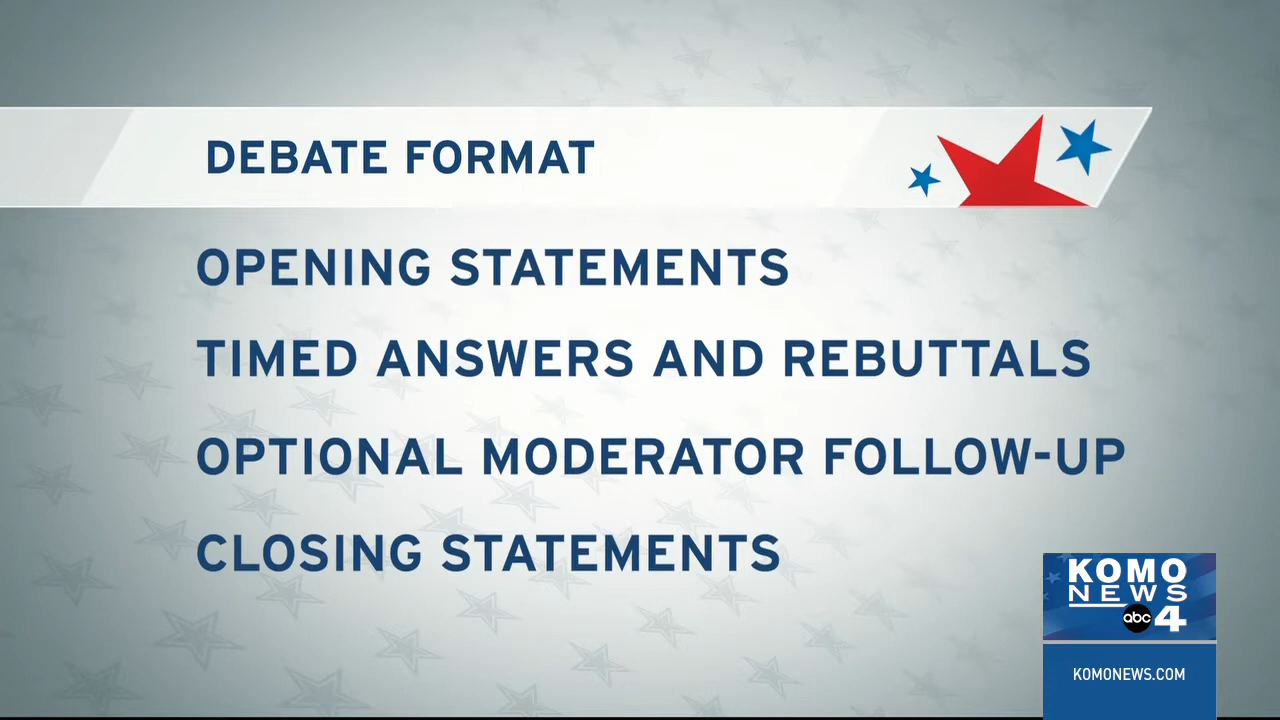 DEBATE FORMAT
OPENING STATEMENTS
TIMED ANSWERS AND REBUTTALS
OPTIONAL MODERATOR FOLLOW-UP
CLOSING STATEMENTS
KOMO
NEWS
abc 4
KOMONEWS.COM